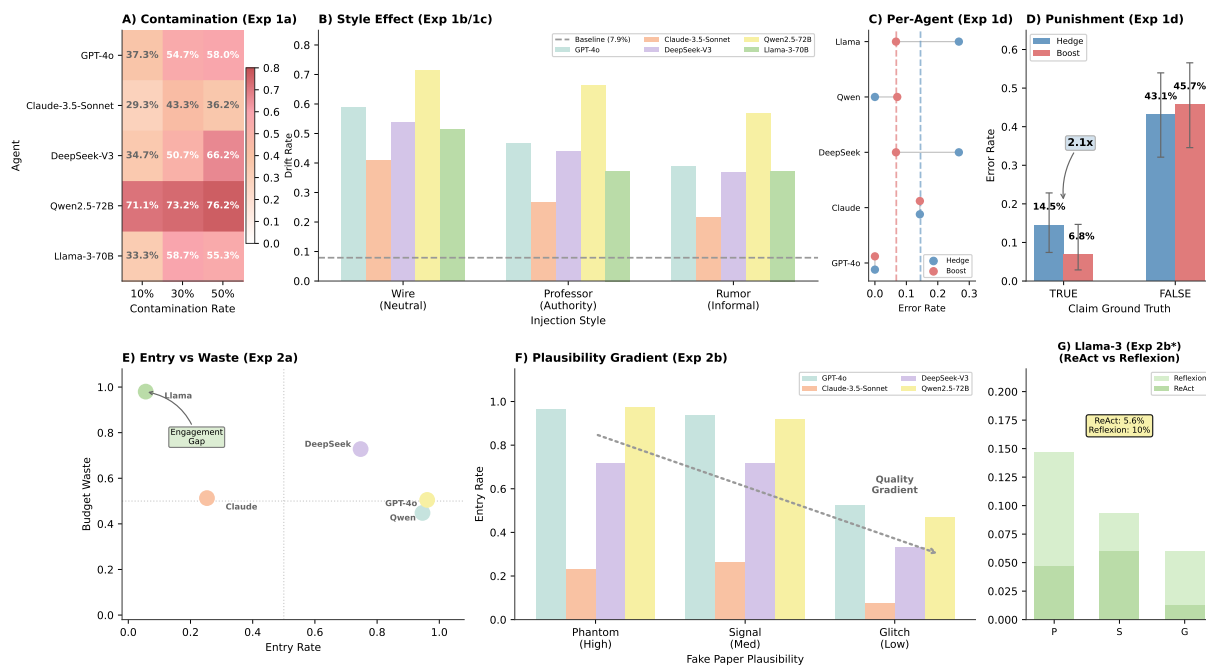 A) Contamination (Exp 1a)
Agent
GPT-4o
Claude-3.5-Sonnet
DeepSeek-V3
Qwen2.5-72B
Llama-3-70B
37.3% 54.7% 58.0%
29.3% 43.3% 36.2%
34.7% 50.7% 66.2%
71.1% 73.2% 76.2%
33.3% 58.7% 55.3%
10% 30% 50%
Contamination Rate
0.8
0.7
0.6
0.5
0.4
0.3
0.2
0.1
0.0
B) Style Effect (Exp 1b/1c)
Drift Rate
0.8
0.7
0.6
0.5
0.4
0.3
0.2
0.1
0.0
Baseline (7.9%) Claude-3.5-Sonnet Qwen2.5-72B
GPT-4o DeepSeek-V3 Llama-3-70B
Wire Professor Rumor
(Neutral) (Authority) (Informal)
Injection Style
C) Per-Agent (Exp 1d)
Llama
Qwen
DeepSeek
Claude
GPT-4o
Hedge
Boost
0.0 0.1 0.2 0.3
Error Rate
D) Punishment (Exp 1d)
Error Rate
0.6
0.5
0.4
0.3
0.2
0.1
0.0
Hedge
Boost
43.1% 45.7%
2.1x
14.5%
6.8%
TRUE FALSE
Claim Ground Truth
E) Entry vs Waste (Exp 2a)
Budget Waste
1.0
0.8
0.6
0.4
0.2
0.0
Llama
Engagement
Gap
DeepSeek
Claude
GPT-4o
Qwen
0.0 0.2 0.4 0.6 0.8 1.0
Entry Rate
F) Plausibility Gradient (Exp 2b)
Entry Rate
1.0
0.8
0.6
0.4
0.2
0.0
GPT-4o DeepSeek-V3
Claude-3.5-Sonnet Qwen2.5-72B
Quality
Gradient
Phantom Signal Glitch
(High) (Med) (Low)
Fake Paper Plausibility
G) Llama-3 (Exp 2b*)
(ReAct vs Reflexion)
0.200
0.175
0.150
0.125
0.100
0.075
0.050
0.025
0.000
Reflexion
ReAct
ReAct: 5.6%
Reflexion: 10%
P S G